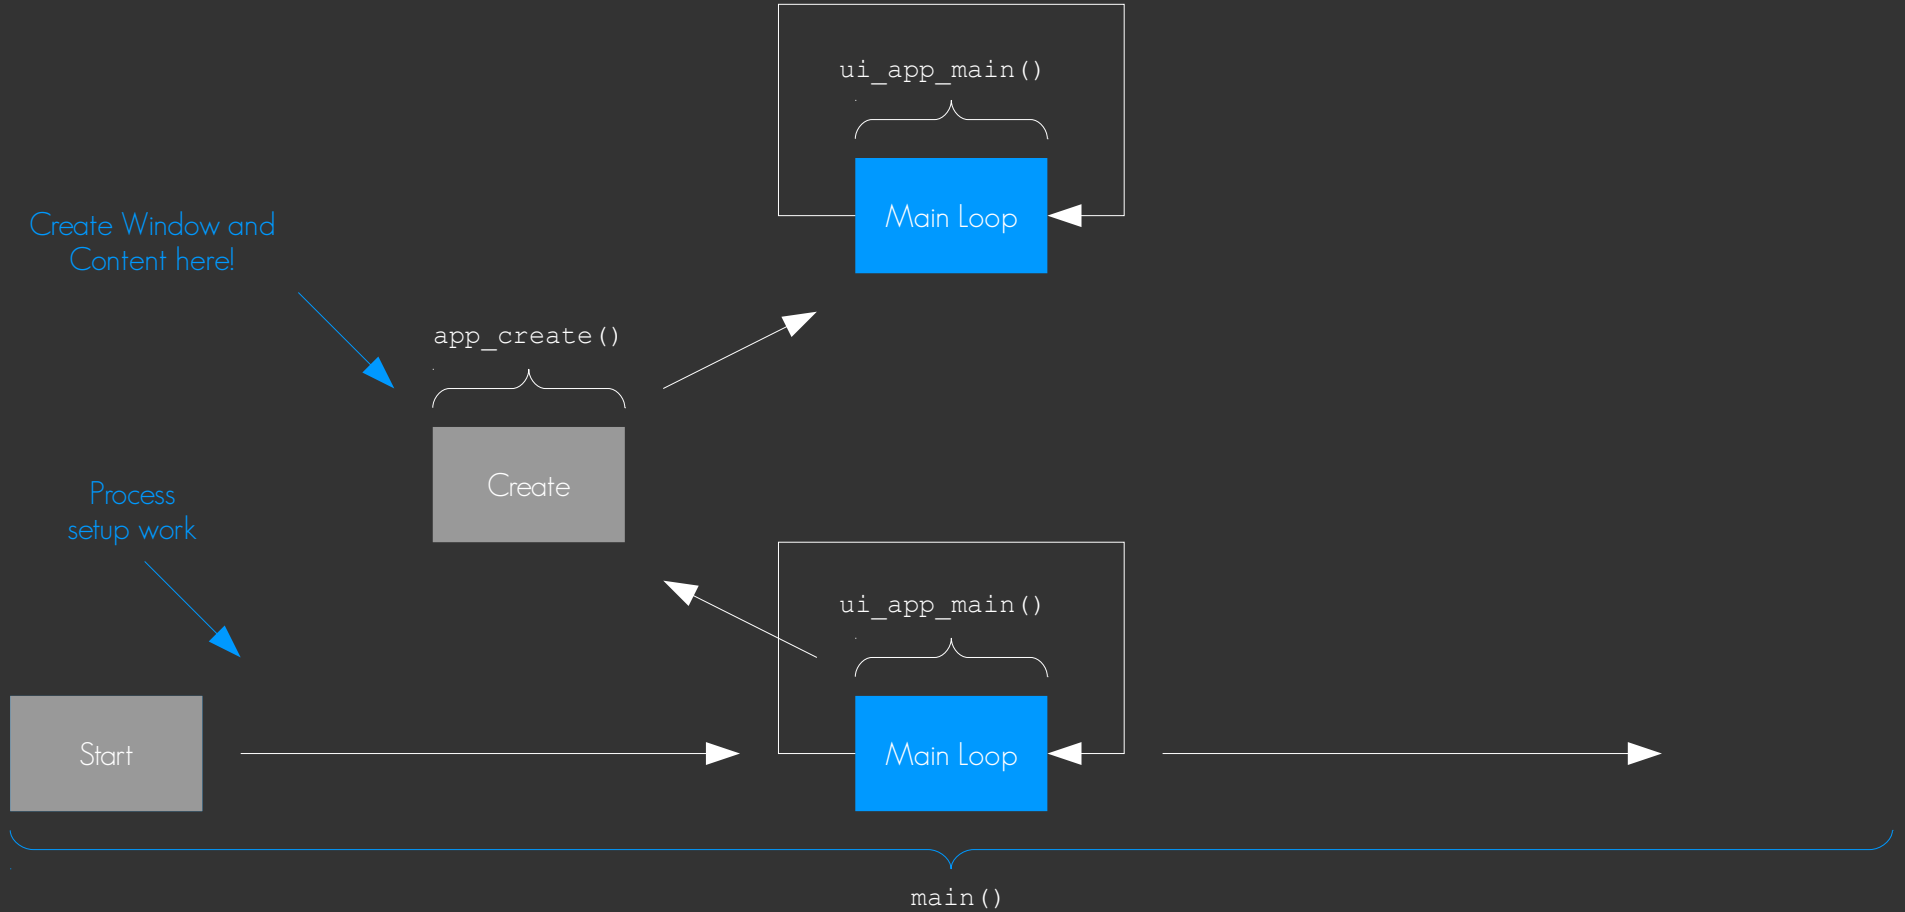 ui_app_main()
Main Loop
Create Window and
Content here!
app_create()
Create
Process
setup work
ui_app_main()
Start
Main Loop
main()